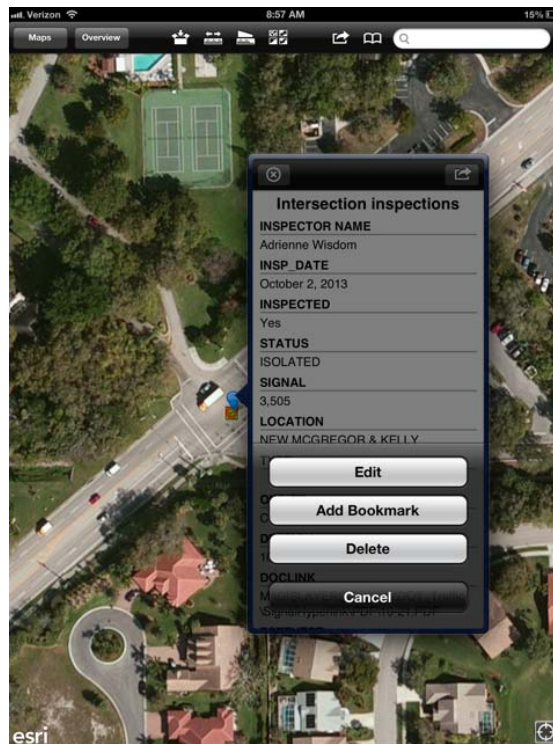 Verizon 8:57 AM 15%
Maps Overview
Intersection inspections
INSPECTOR NAME
Adrienne Wisdom
INSP_DATE
October 2, 2013
INSPECTED
Yes
STATUS
ISOLATED
SIGNAL
3,505
LOCATION
NEW MCGREGOR & KELLY
Edit
Add Bookmark
Delete
DOCLINK
Cancel
esri